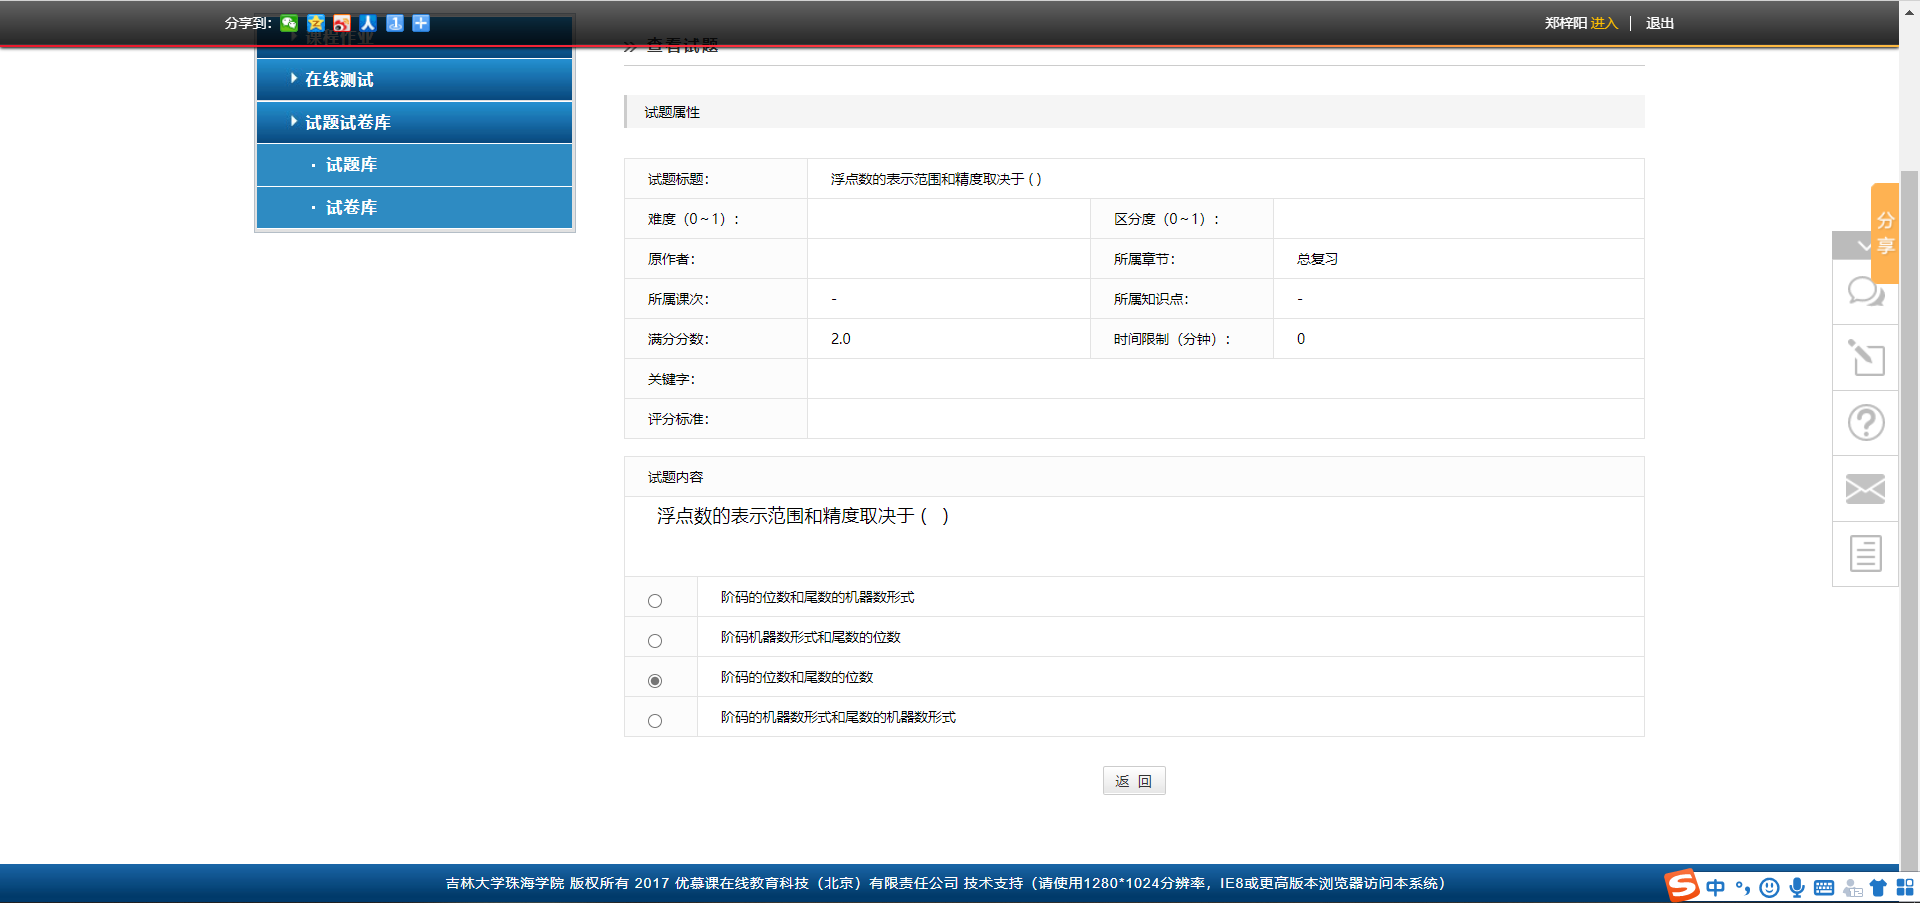 分享到：
郑梓阳 进入 | 退出
课程作业
在线测试
试题试卷库
· 试题库
· 试卷库
» 查看试题
试题属性
试题标题： 浮点数的表示范围和精度取决于 ( )
难度（0～1）： 区分度（0～1）：
原作者： 所属章节： 总复习
所属课次： - 所属知识点： -
满分分数： 2.0 时间限制（分钟）： 0
关键字：
评分标准：
试题内容
浮点数的表示范围和精度取决于 (   )
阶码的位数和尾数的机器数形式
阶码机器数形式和尾数的位数
阶码的位数和尾数的位数
阶码的机器数形式和尾数的机器数形式
返 回
分
享
吉林大学珠海学院 版权所有 2017 优慕课在线教育科技（北京）有限责任公司 技术支持（请使用1280*1024分辨率，IE8或更高版本浏览器访问本系统）
中